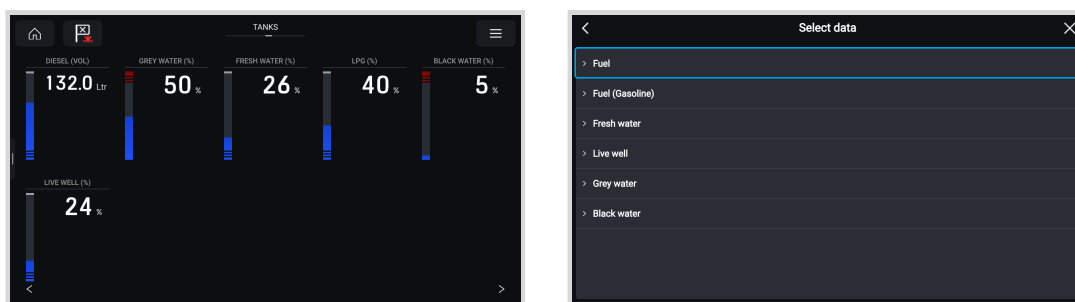 TANKS
DIESEL (VOL)
132.0 Ltr
GREY WATER (%)
50 %
FRESH WATER (%)
26 %
LPG (%)
40 %
BLACK WATER (%)
5 %
LIVE WELL (%)
24 %
Select data
Fuel
Fuel (Gasoline)
Fresh water
Live well
Grey water
Black water